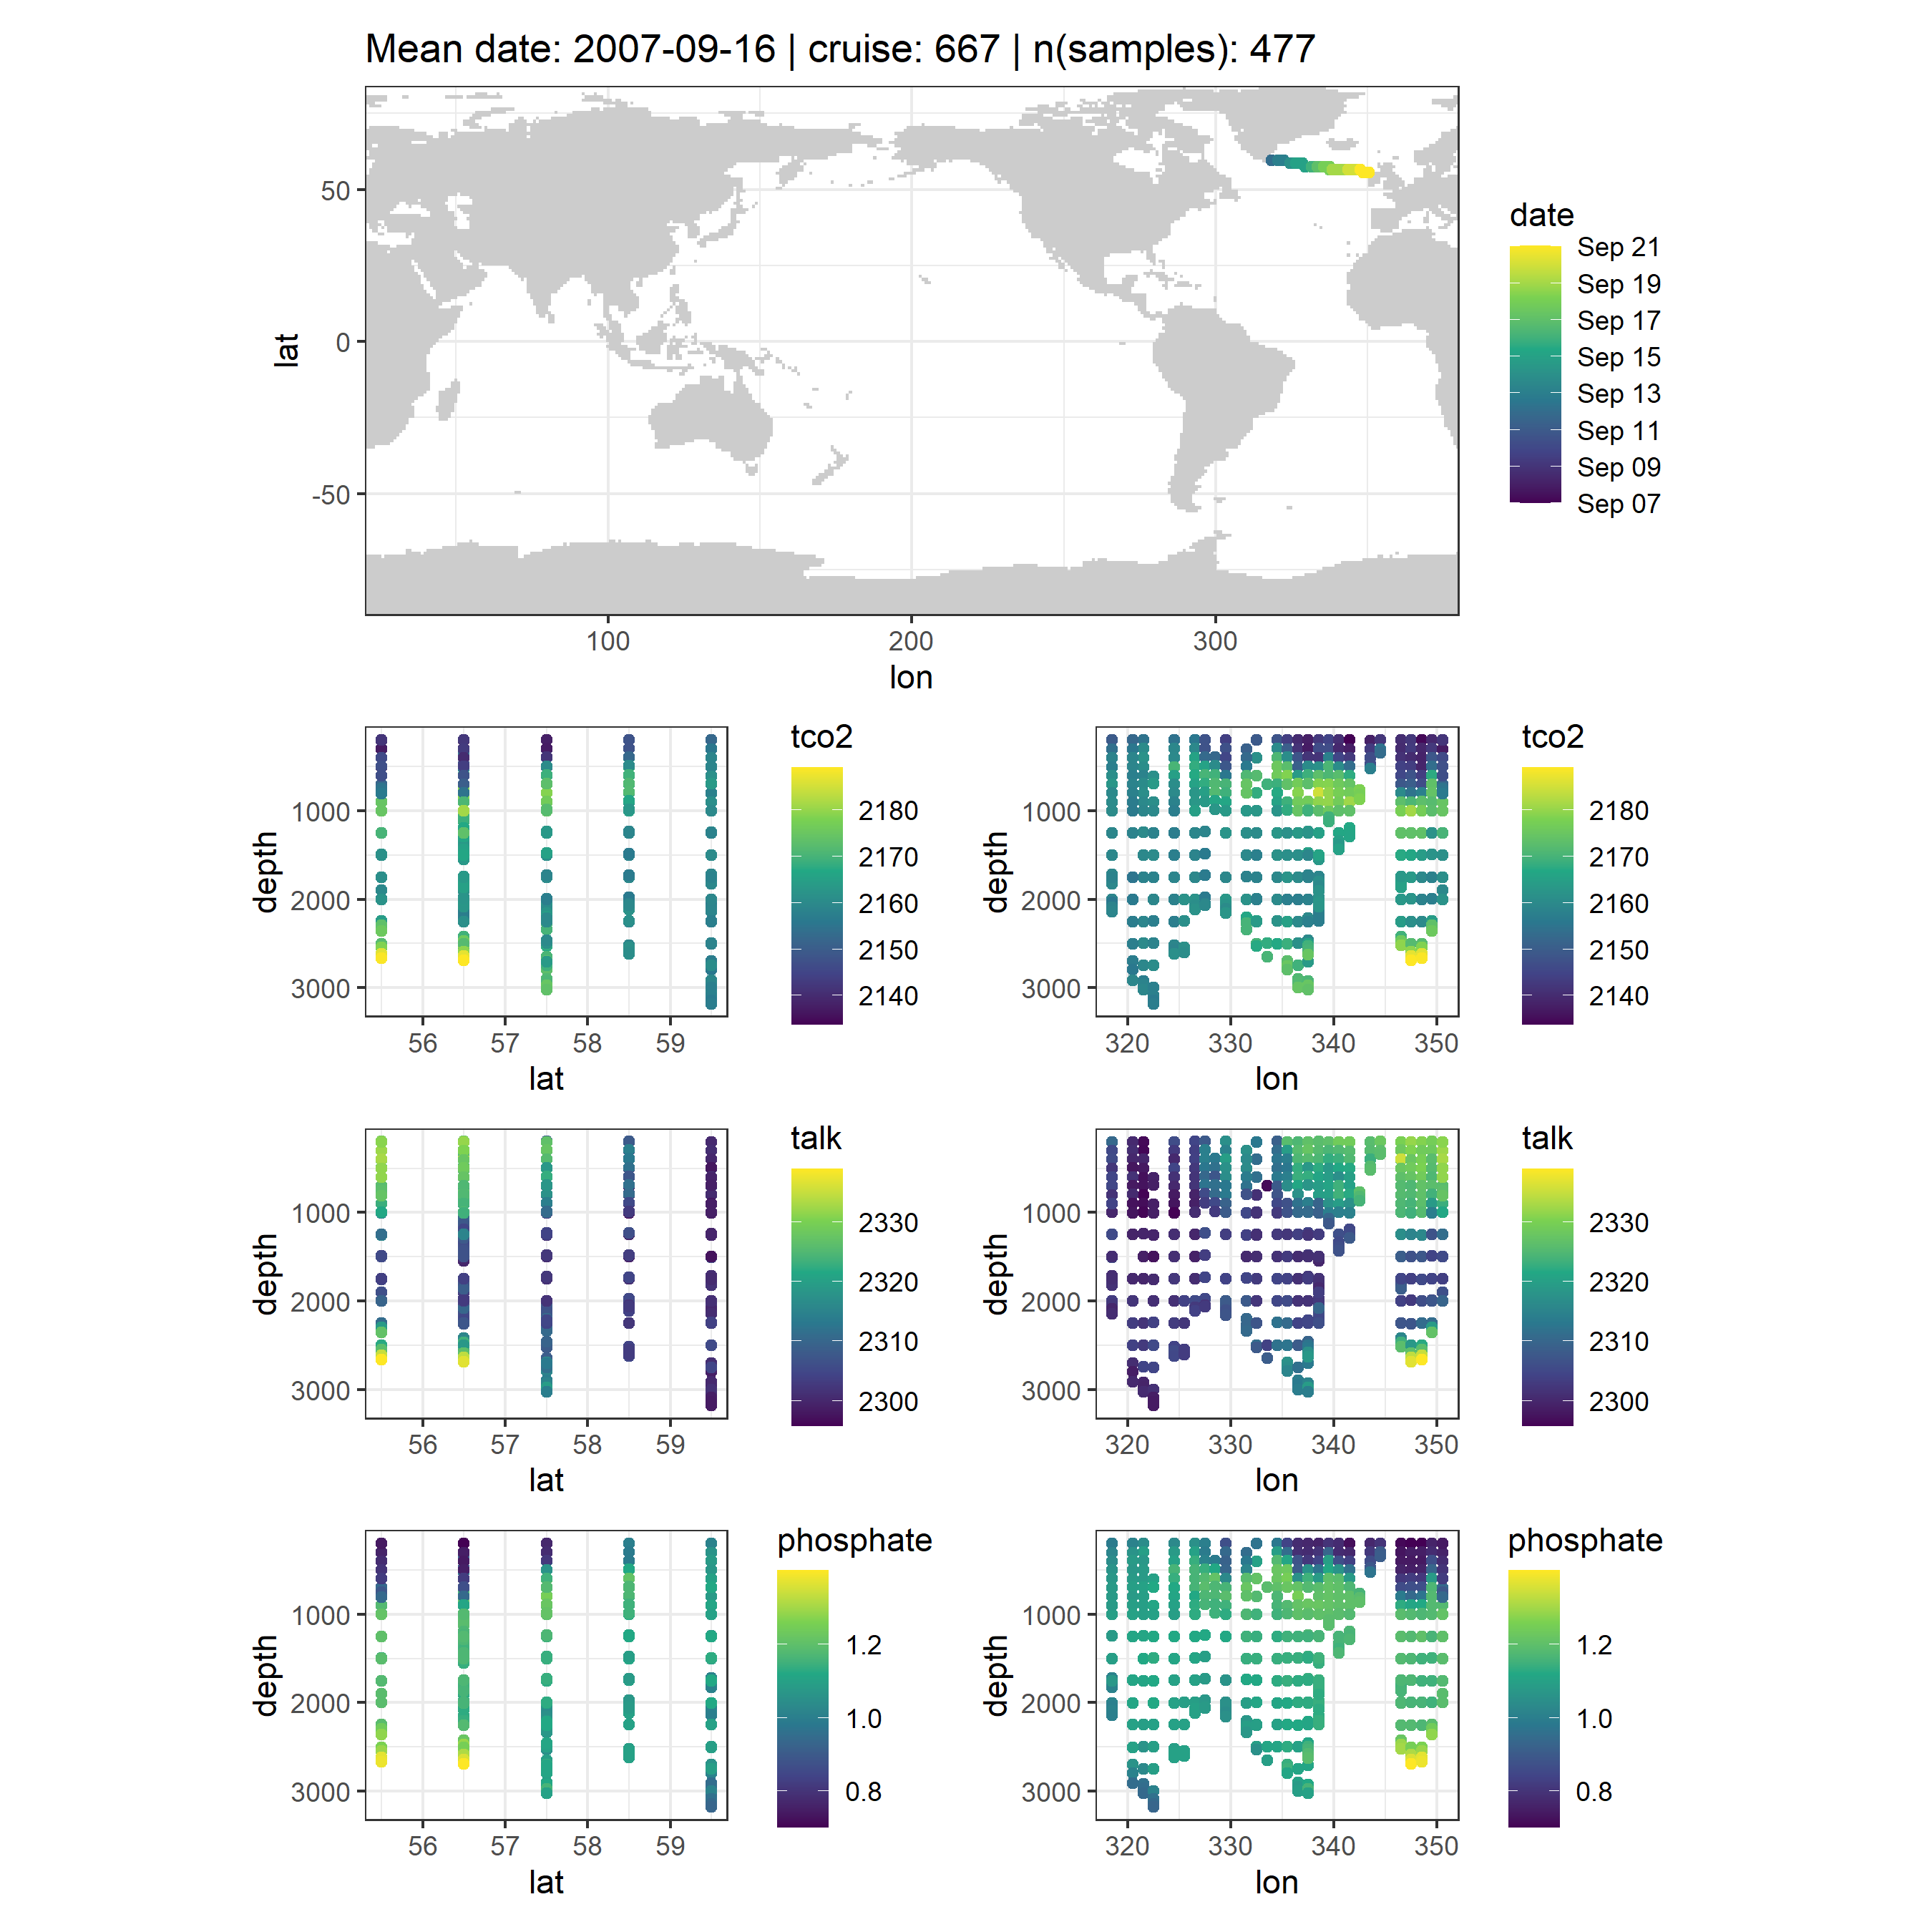 Mean date: 2007-09-16 | cruise: 667 | n(samples): 477
lat
50
0
-50
100 200 300
lon
date
Sep 21
Sep 19
Sep 17
Sep 15
Sep 13
Sep 11
Sep 09
Sep 07
depth
1000
2000
3000
56 57 58 59
lat
tco2
2180
2170
2160
2150
2140
depth
1000
2000
3000
320 330 340 350
lon
tco2
2180
2170
2160
2150
2140
depth
1000
2000
3000
56 57 58 59
lat
talk
2330
2320
2310
2300
depth
1000
2000
3000
320 330 340 350
lon
talk
2330
2320
2310
2300
depth
1000
2000
3000
56 57 58 59
lat
phosphate
1.2
1.0
0.8
depth
1000
2000
3000
320 330 340 350
lon
phosphate
1.2
1.0
0.8